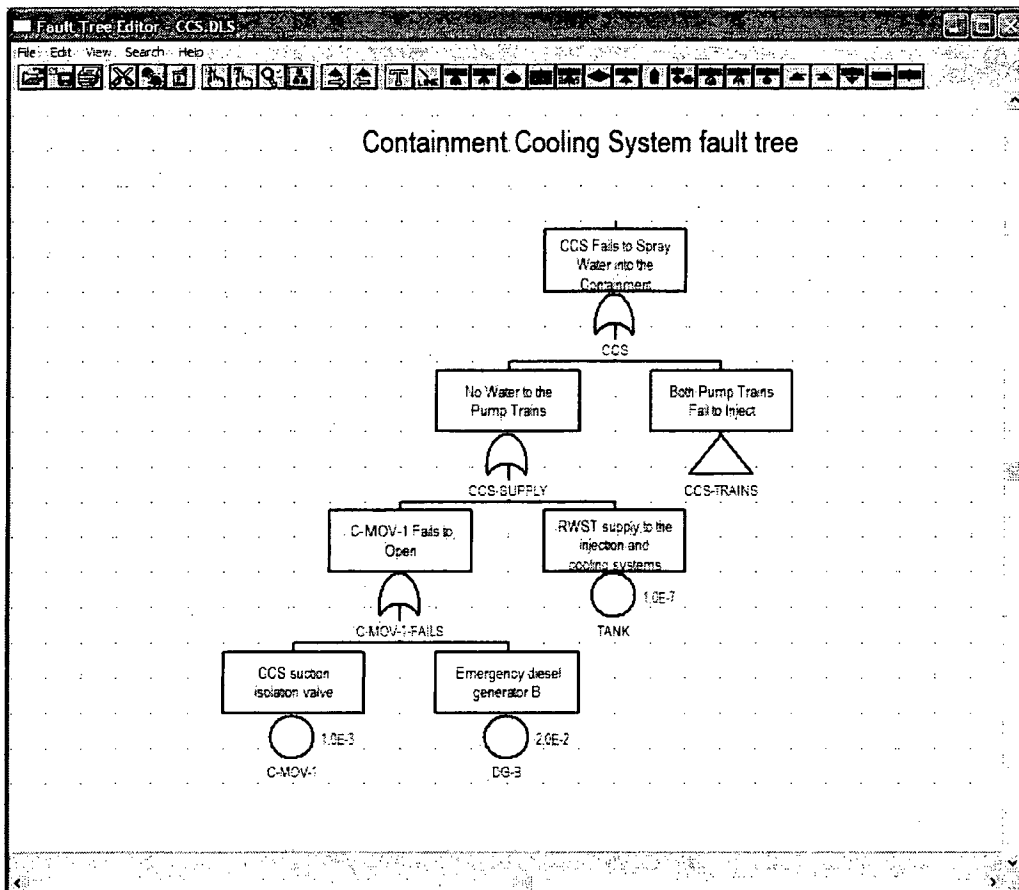 Fault Tree Editor - CCS.DLS
File Edit View Search Help
Containment Cooling System fault tree
CCS Fails to Spray
Water into the
Containment
CCS
No Water to the
Pump Trains
Both Pump Trains
Fail to Inject
CCS-SUPPLY
CCS-TRAINS
C-MOV-1 Fails to
Open
RWST supply to the
injection and
cooling systems
1.0E-7
C-MOV-1-FAILS
TANK
CCS suction
isolation valve
Emergency diesel
generator B
1.0E-3
2.0E-2
C-MOV-1
DG-B